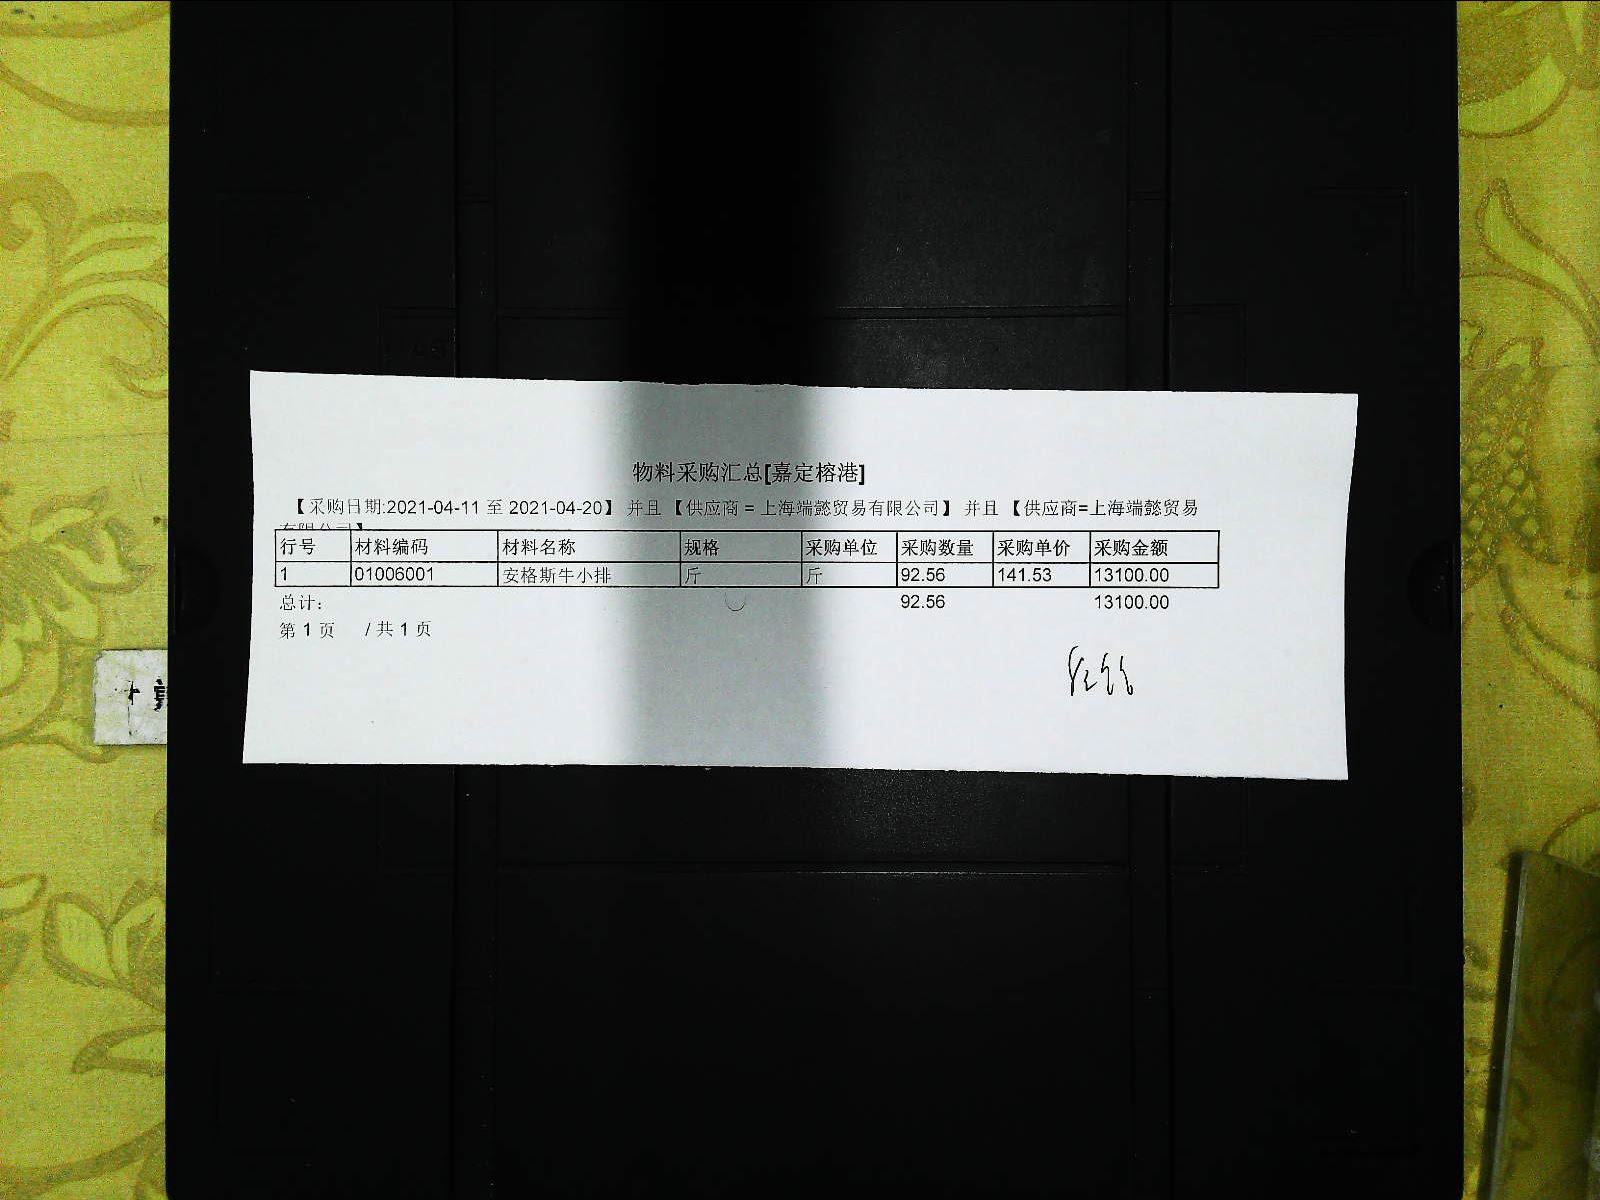 物料采购汇总[嘉定榕港]
【采购日期:2021-04-11 至 2021-04-20】 并且 【供应商 = 上海端懿贸易有限公司】 并且 【供应商=上海端懿贸易
有限公司】
行号 材料编码 材料名称 规格 采购单位 采购数量 采购单价 采购金额
1 01006001 安格斯牛小排 斤 斤 92.56 141.53 13100.00
总计: 92.56 13100.00
第 1 页 / 共 1 页